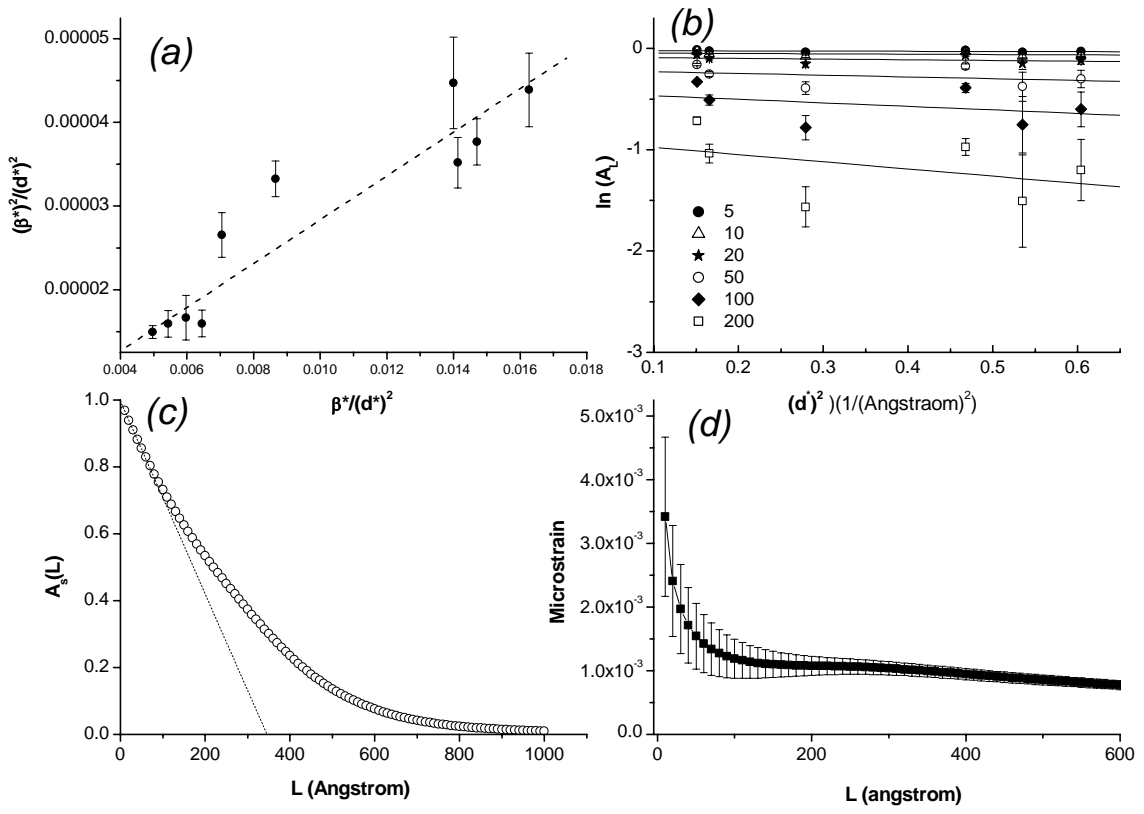 (a)
0.00005
0.00004
0.00003
0.00002
(β*)²/(d*)²
0.004 0.006 0.008 0.010 0.012 0.014 0.016 0.018
β*/(d*)²
(b)
0
-1
-2
-3
ln (A_L)
5
10
20
50
100
200
0.1 0.2 0.3 0.4 0.5 0.6
(d*)² )(1/(Angstraom)²)
(c)
1.0
0.8
0.6
0.4
0.2
0.0
A_s(L)
0 200 400 600 800 1000
L (Angstrom)
(d)
5.0x10⁻³
4.0x10⁻³
3.0x10⁻³
2.0x10⁻³
1.0x10⁻³
0.0
Microstrain
0 200 400 600
L (angstrom)